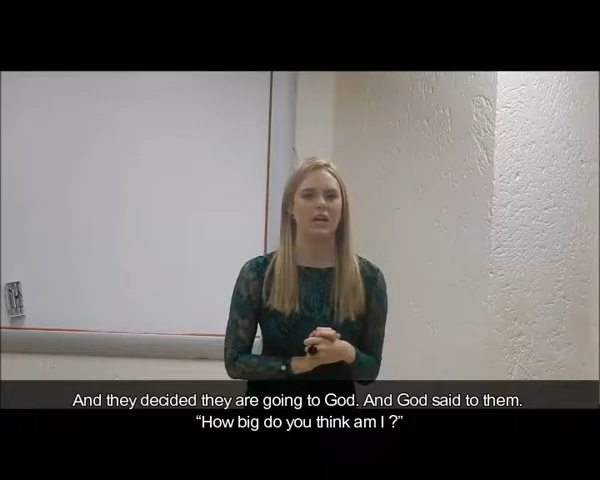 And they decided they are going to God. And God said to them.
“How big do you think am I ?”